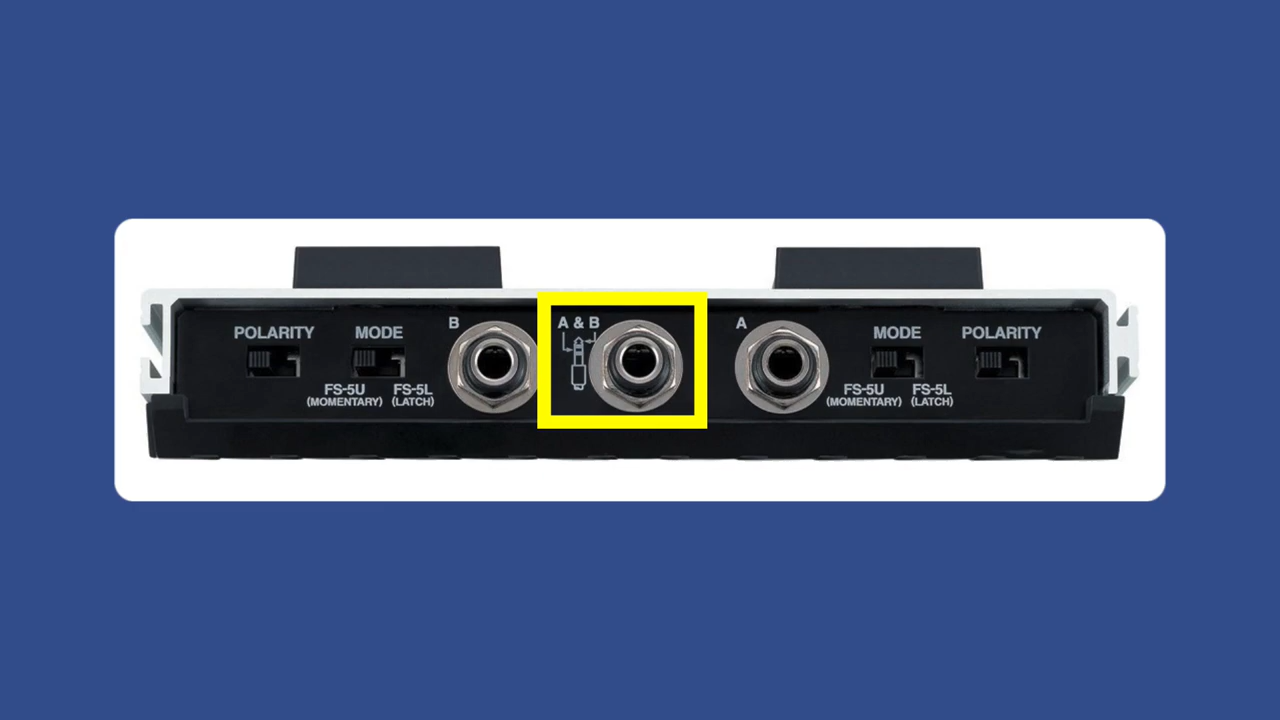 POLARITY MODE B A & B A MODE POLARITY
FS-5U FS-5L FS-5U FS-5L
(MOMENTARY) (LATCH) (MOMENTARY) (LATCH)